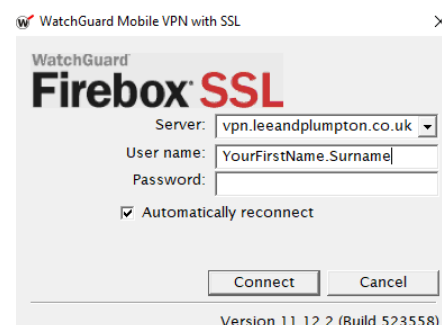 WatchGuard Mobile VPN with SSL
WatchGuard
Firebox SSL
Server: vpn.leeandplumpton.co.uk
User name: YourFirstName.Surname
Password:
Automatically reconnect
Connect Cancel
Version 11.12.2 (Build 523558)